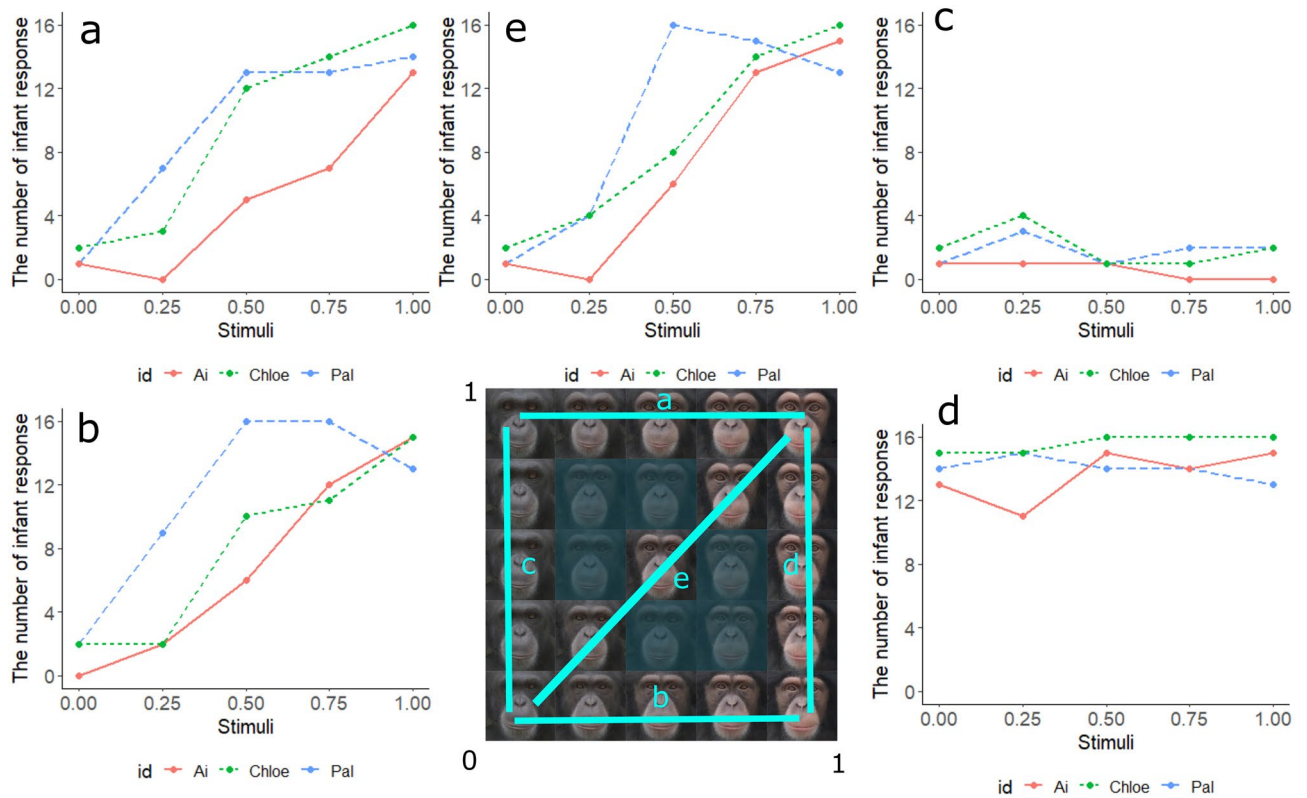 a
The number of infant response
16
12
8
4
0
0.00 0.25 0.50 0.75 1.00
Stimuli
id Ai Chloe Pal
e
The number of infant response
16
12
8
4
0
0.00 0.25 0.50 0.75 1.00
Stimuli
id Ai Chloe Pal
c
The number of infant response
16
12
8
4
0
0.00 0.25 0.50 0.75 1.00
Stimuli
id Ai Chloe Pal
b
The number of infant response
16
12
8
4
0
0.00 0.25 0.50 0.75 1.00
Stimuli
id Ai Chloe Pal
1
a
c
e
d
b
0 1
d
The number of infant response
16
12
8
4
0
0.00 0.25 0.50 0.75 1.00
Stimuli
id Ai Chloe Pal